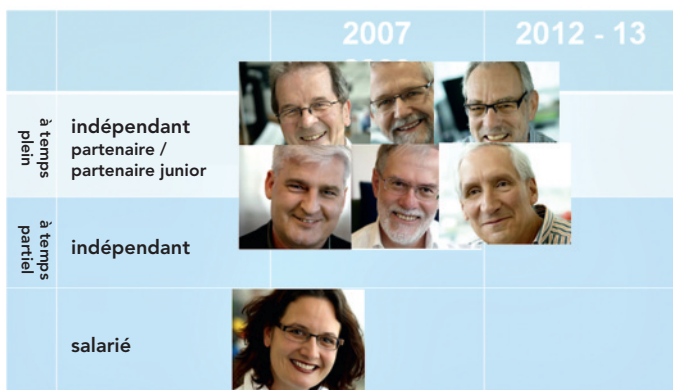 2007
2012 - 13
à temps
plein
indépendant
partenaire /
partenaire junior
à temps
partiel
indépendant
salarié